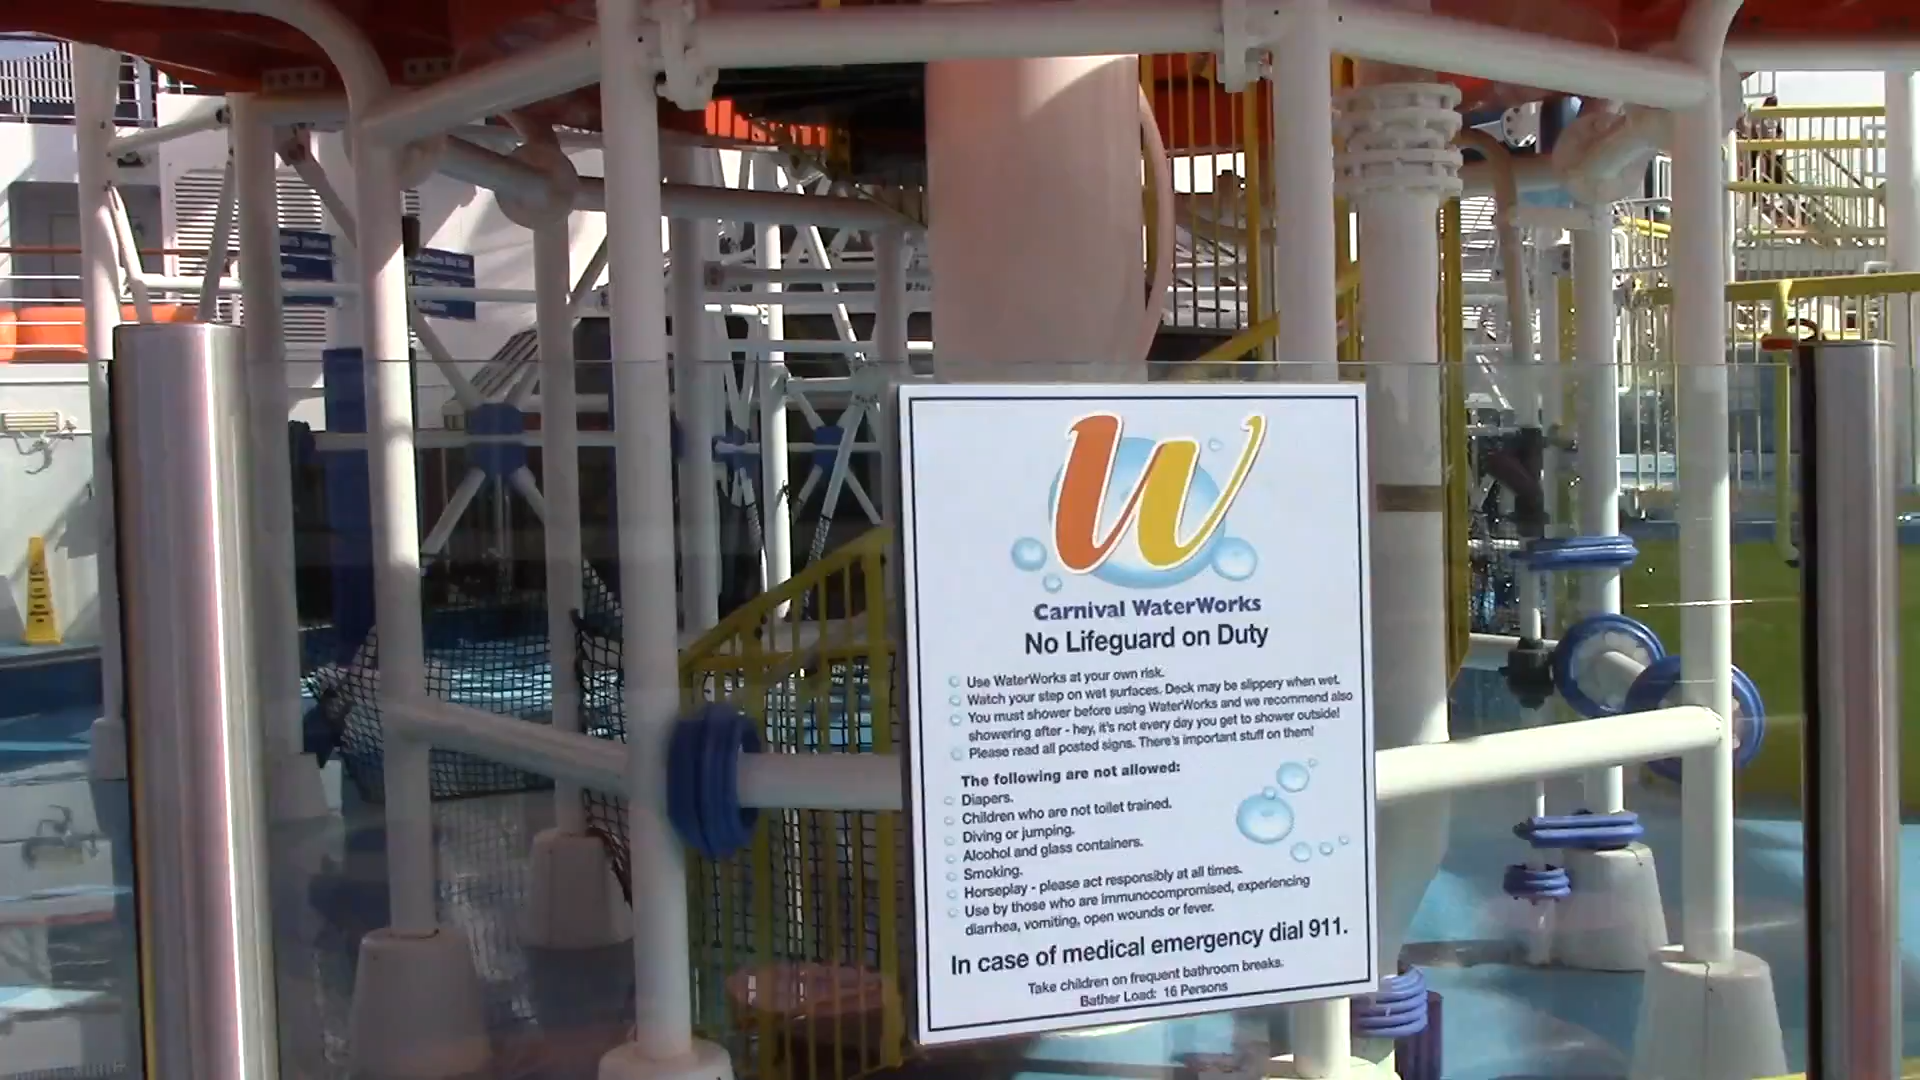 W
Carnival WaterWorks
No Lifeguard on Duty
Use WaterWorks at your own risk.
Watch your step on wet surfaces. Deck may be slippery when wet.
You must shower before using WaterWorks and we recommend also
showering after - hey, it's not every day you get to shower outside!
Please read all posted signs. There's important stuff on them!
The following are not allowed:
Diapers.
Children who are not toilet trained.
Diving or jumping.
Alcohol and glass containers.
Smoking.
Horseplay - please act responsibly at all times.
Use by those who are immunocompromised, experiencing
diarrhea, vomiting, open wounds or fever.
In case of medical emergency dial 911.
Take children on frequent bathroom breaks.
Bather Load: 16 Persons